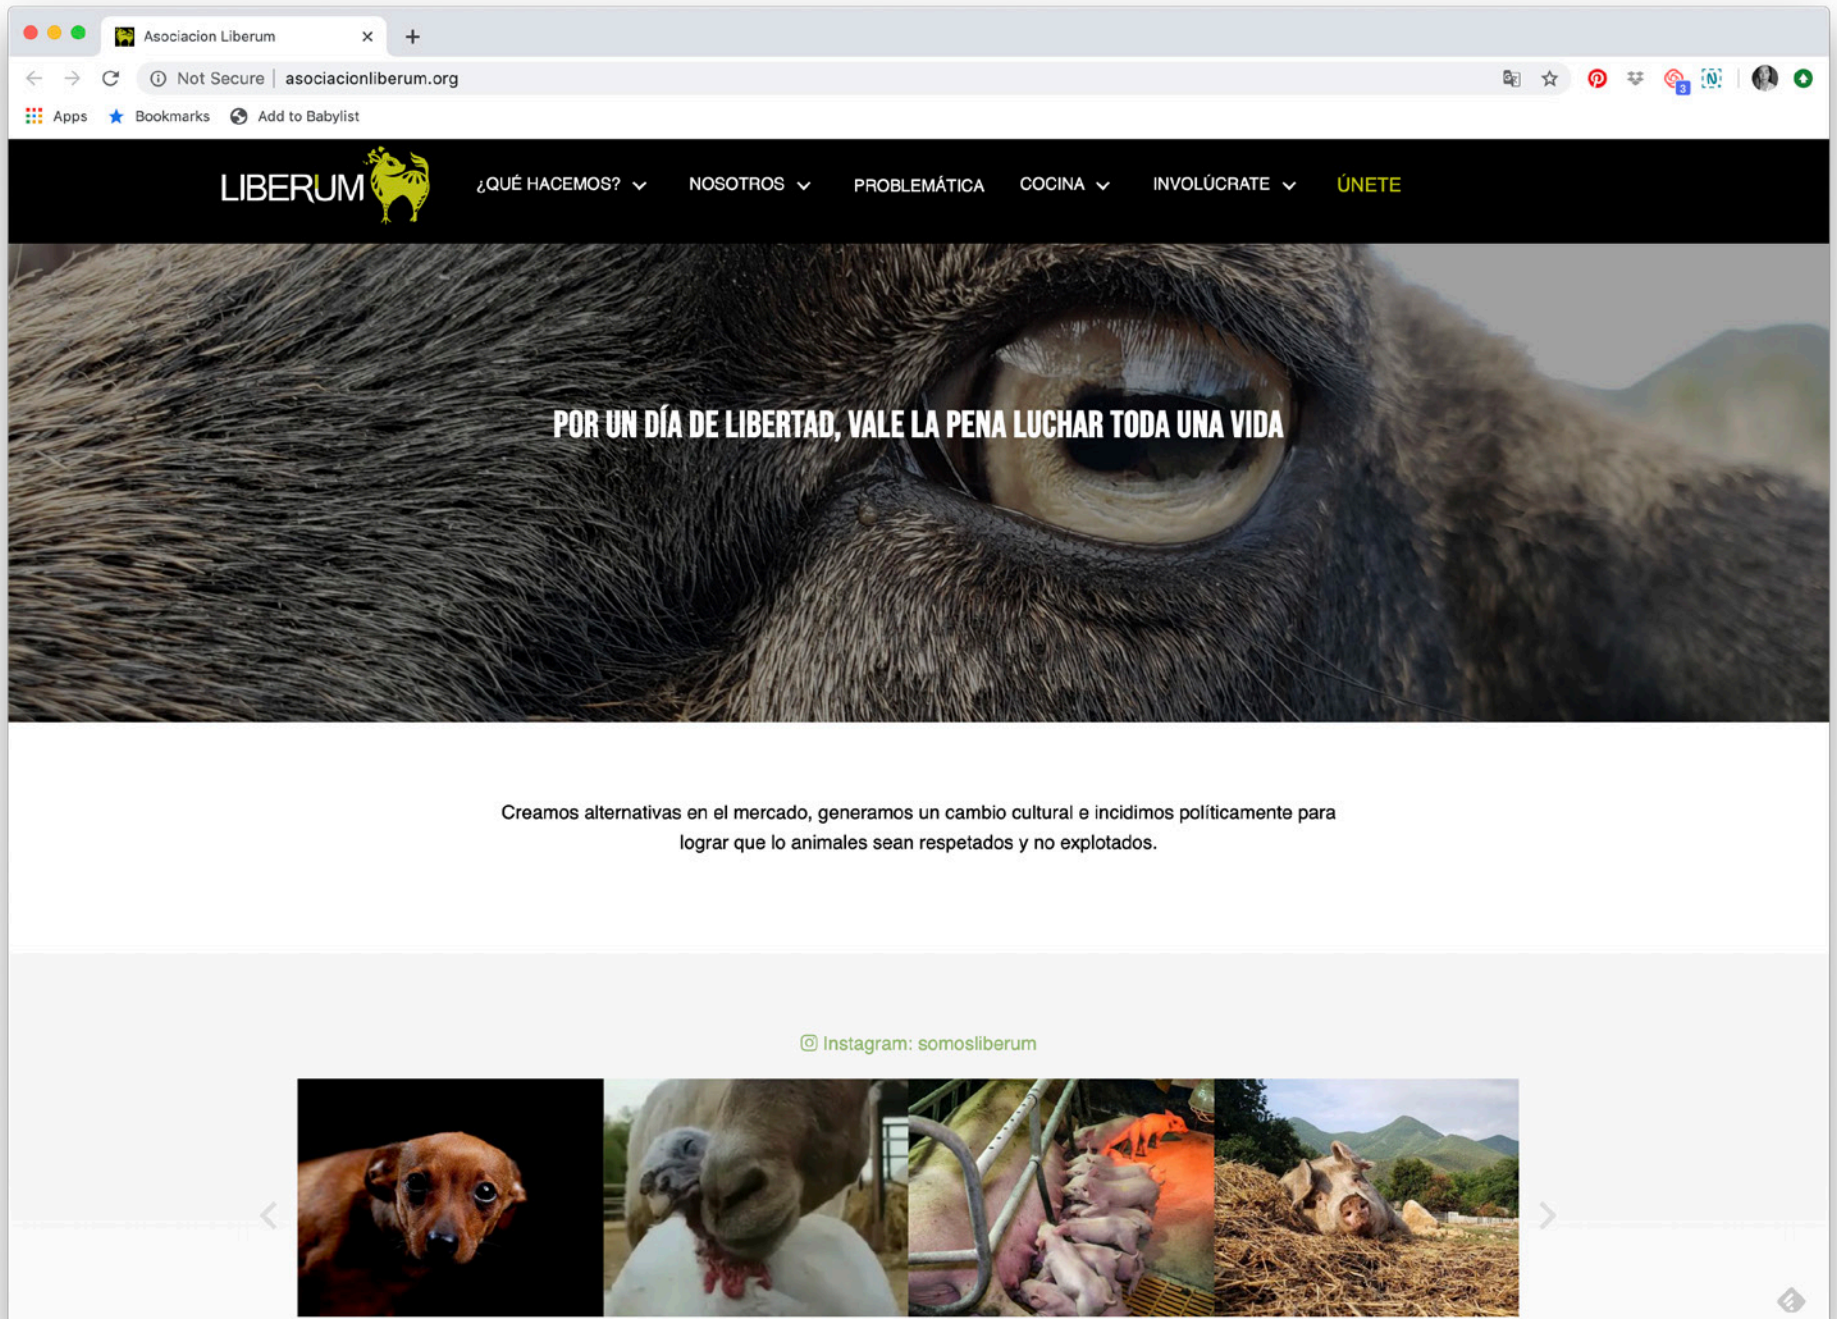 Asociacion Liberum
Not Secure | asociacionliberum.org
3
N
Apps
Bookmarks
Add to Babylist
LIBERUM
¿QUÉ HACEMOS?
NOSOTROS
PROBLEMÁTICA
COCINA
INVOLÚCRATE
ÚNETE
POR UN DÍA DE LIBERTAD, VALE LA PENA LUCHAR TODA UNA VIDA
Creamos alternativas en el mercado, generamos un cambio cultural e incidimos políticamente para
lograr que lo animales sean respetados y no explotados.
Instagram: somosliberum